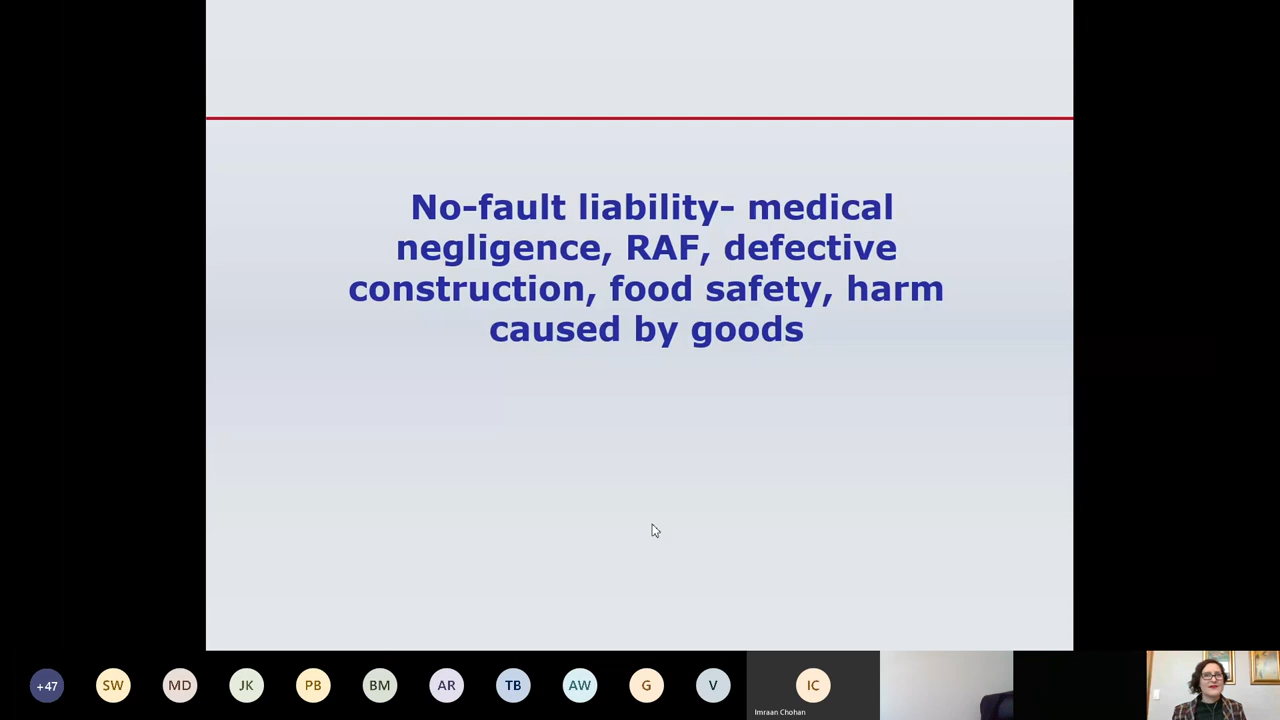 No-fault liability- medical
negligence, RAF, defective
construction, food safety, harm
caused by goods
+47
SW
MD
JK
PB
BM
AR
TB
AW
G
V
IC
Imraan Chohan